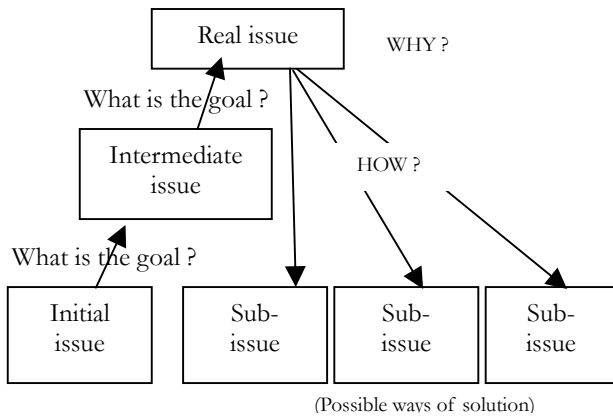 Real issue
WHY ?
What is the goal ?
Intermediate
issue
HOW ?
What is the goal ?
Initial
issue
Sub-
issue
Sub-
issue
Sub-
issue
(Possible ways of solution)